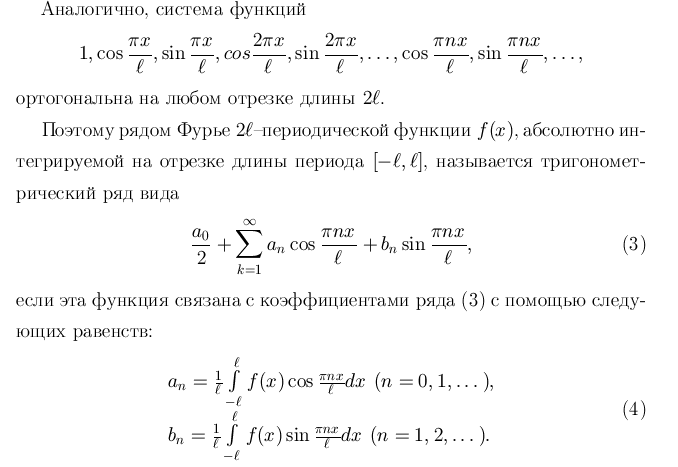 Аналогично, система функций
1, cos πx/ℓ, sin πx/ℓ, cos 2πx/ℓ, sin 2πx/ℓ, . . . , cos πnx/ℓ, sin πnx/ℓ, . . . ,
ортогональна на любом отрезке длины 2ℓ.
Поэтому рядом Фурье 2ℓ–периодической функции f(x), абсолютно ин-
тегрируемой на отрезке длины периода [−ℓ, ℓ], называется тригономет-
рический ряд вида
a₀/2 + ∑_{k=1}^{∞} aₙ cos πnx/ℓ + bₙ sin πnx/ℓ, (3)
если эта функция связана с коэффициентами ряда (3) с помощью следу-
ющих равенств:
aₙ = 1/ℓ ∫_{−ℓ}^{ℓ} f(x) cos πnx/ℓ dx (n = 0, 1, . . . ),
bₙ = 1/ℓ ∫_{−ℓ}^{ℓ} f(x) sin πnx/ℓ dx (n = 1, 2, . . . ).
(4)